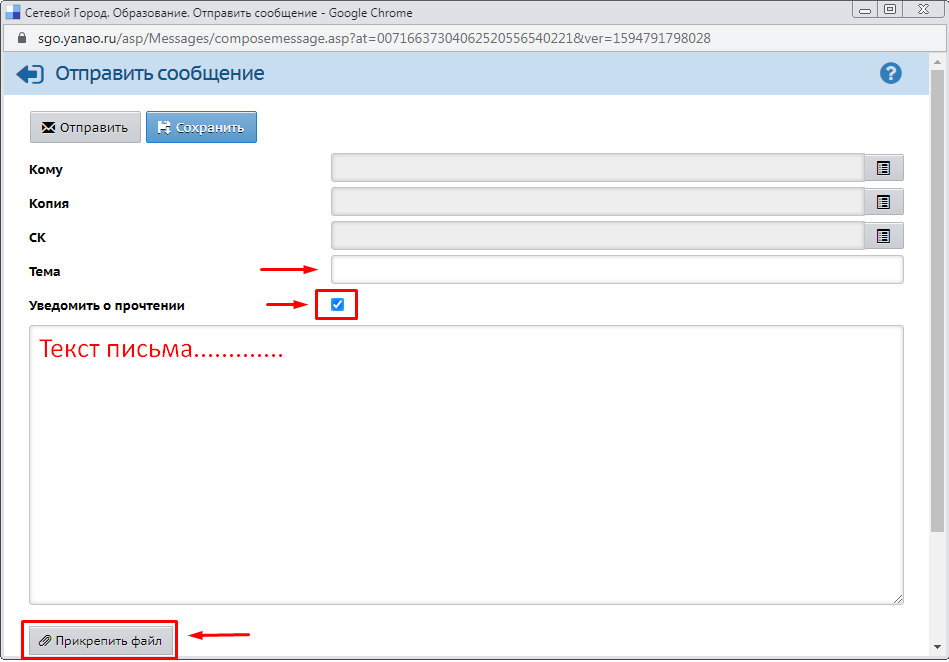 Сетевой Город. Образование. Отправить сообщение - Google Chrome
sgo.yanao.ru/asp/Messages/composemessage.asp?at=00716637304062520556540221&ver=1594791798028
Отправить сообщение
?
Отправить Сохранить
Кому
Копия
СК
Тема
Уведомить о прочтении
Текст письма.............
Прикрепить файл